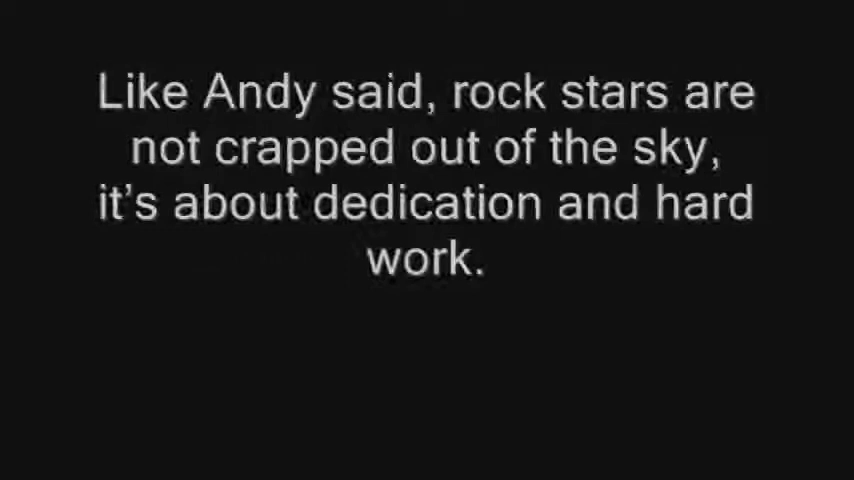 Like Andy said, rock stars are
not crapped out of the sky,
it’s about dedication and hard
work.